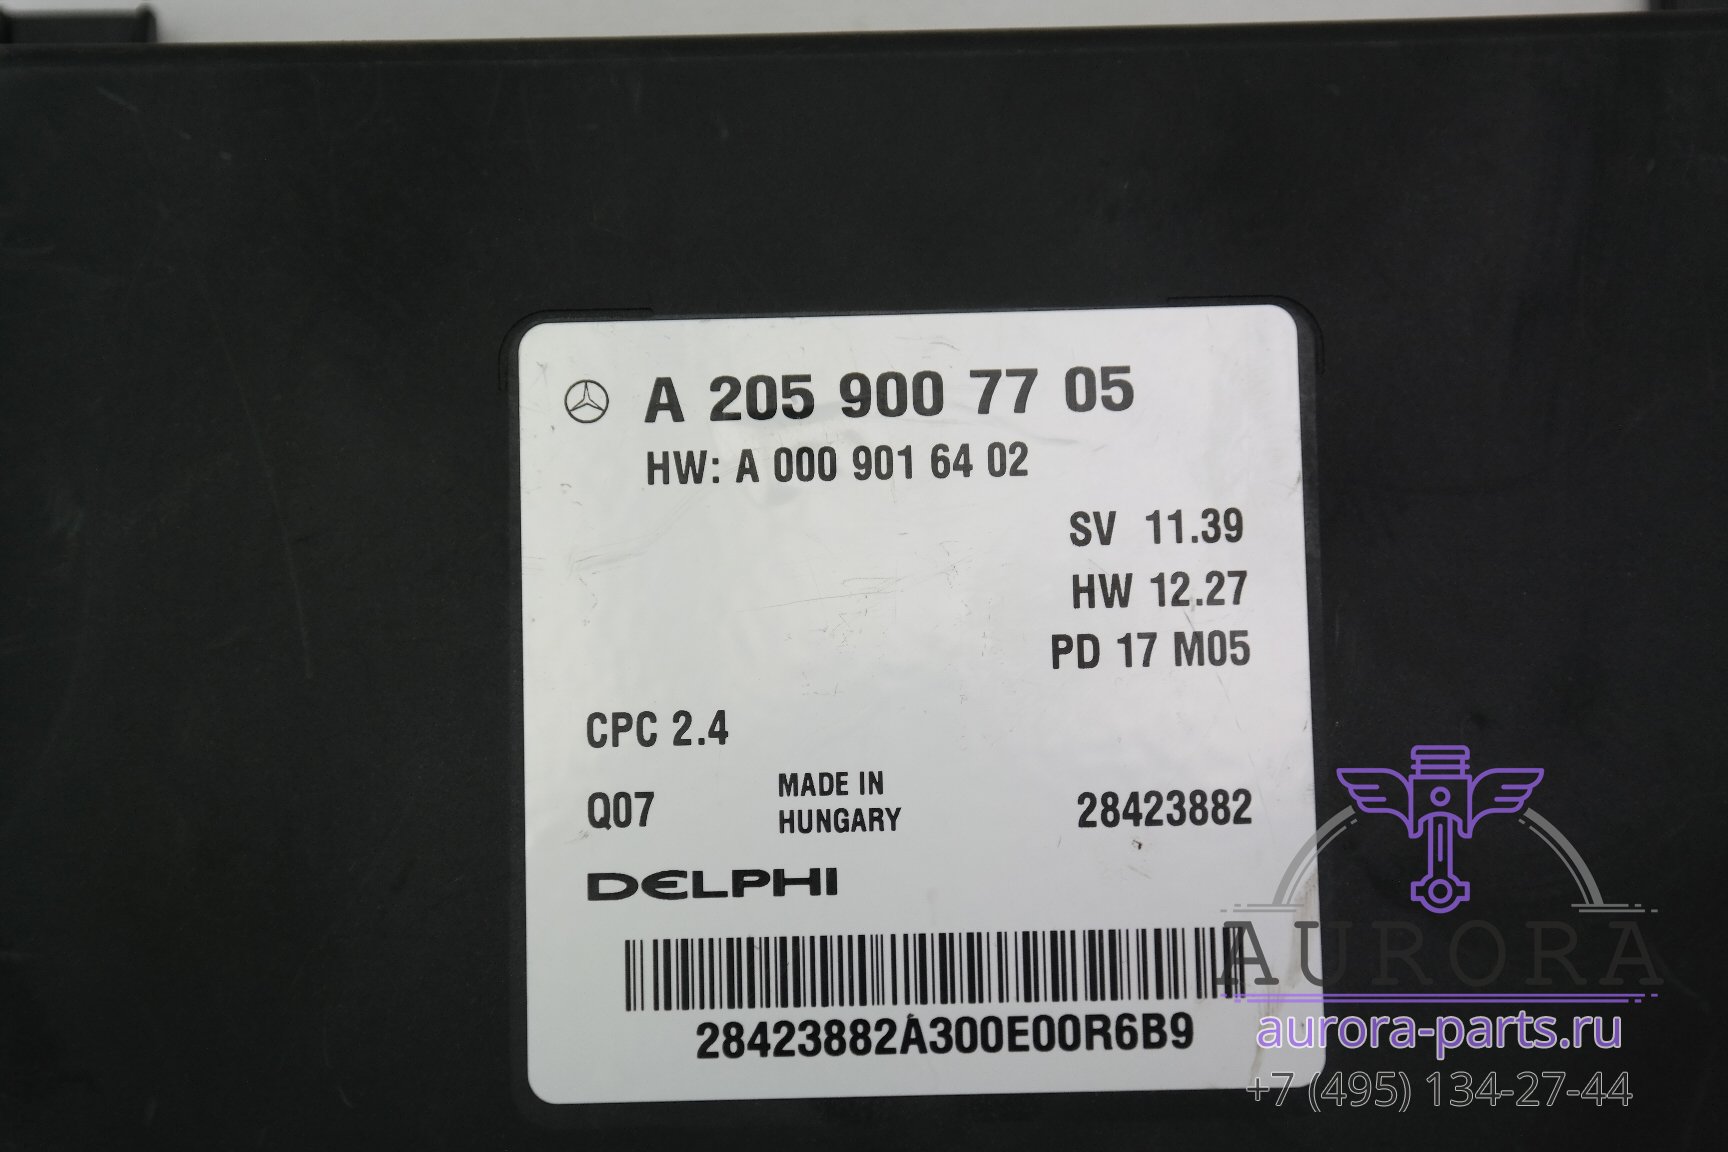 A 205 900 77 05
HW: A 000 901 64 02
SV 11.39
HW 12.27
PD 17 M05
CPC 2.4
Q07
MADE IN
HUNGARY
28423882
DELPHI
28423882A300E00R6B9
AURORA
aurora-parts.ru
+7 (495) 134-27-44